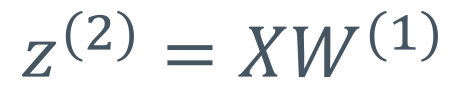 z⁽²⁾ = XW⁽¹⁾